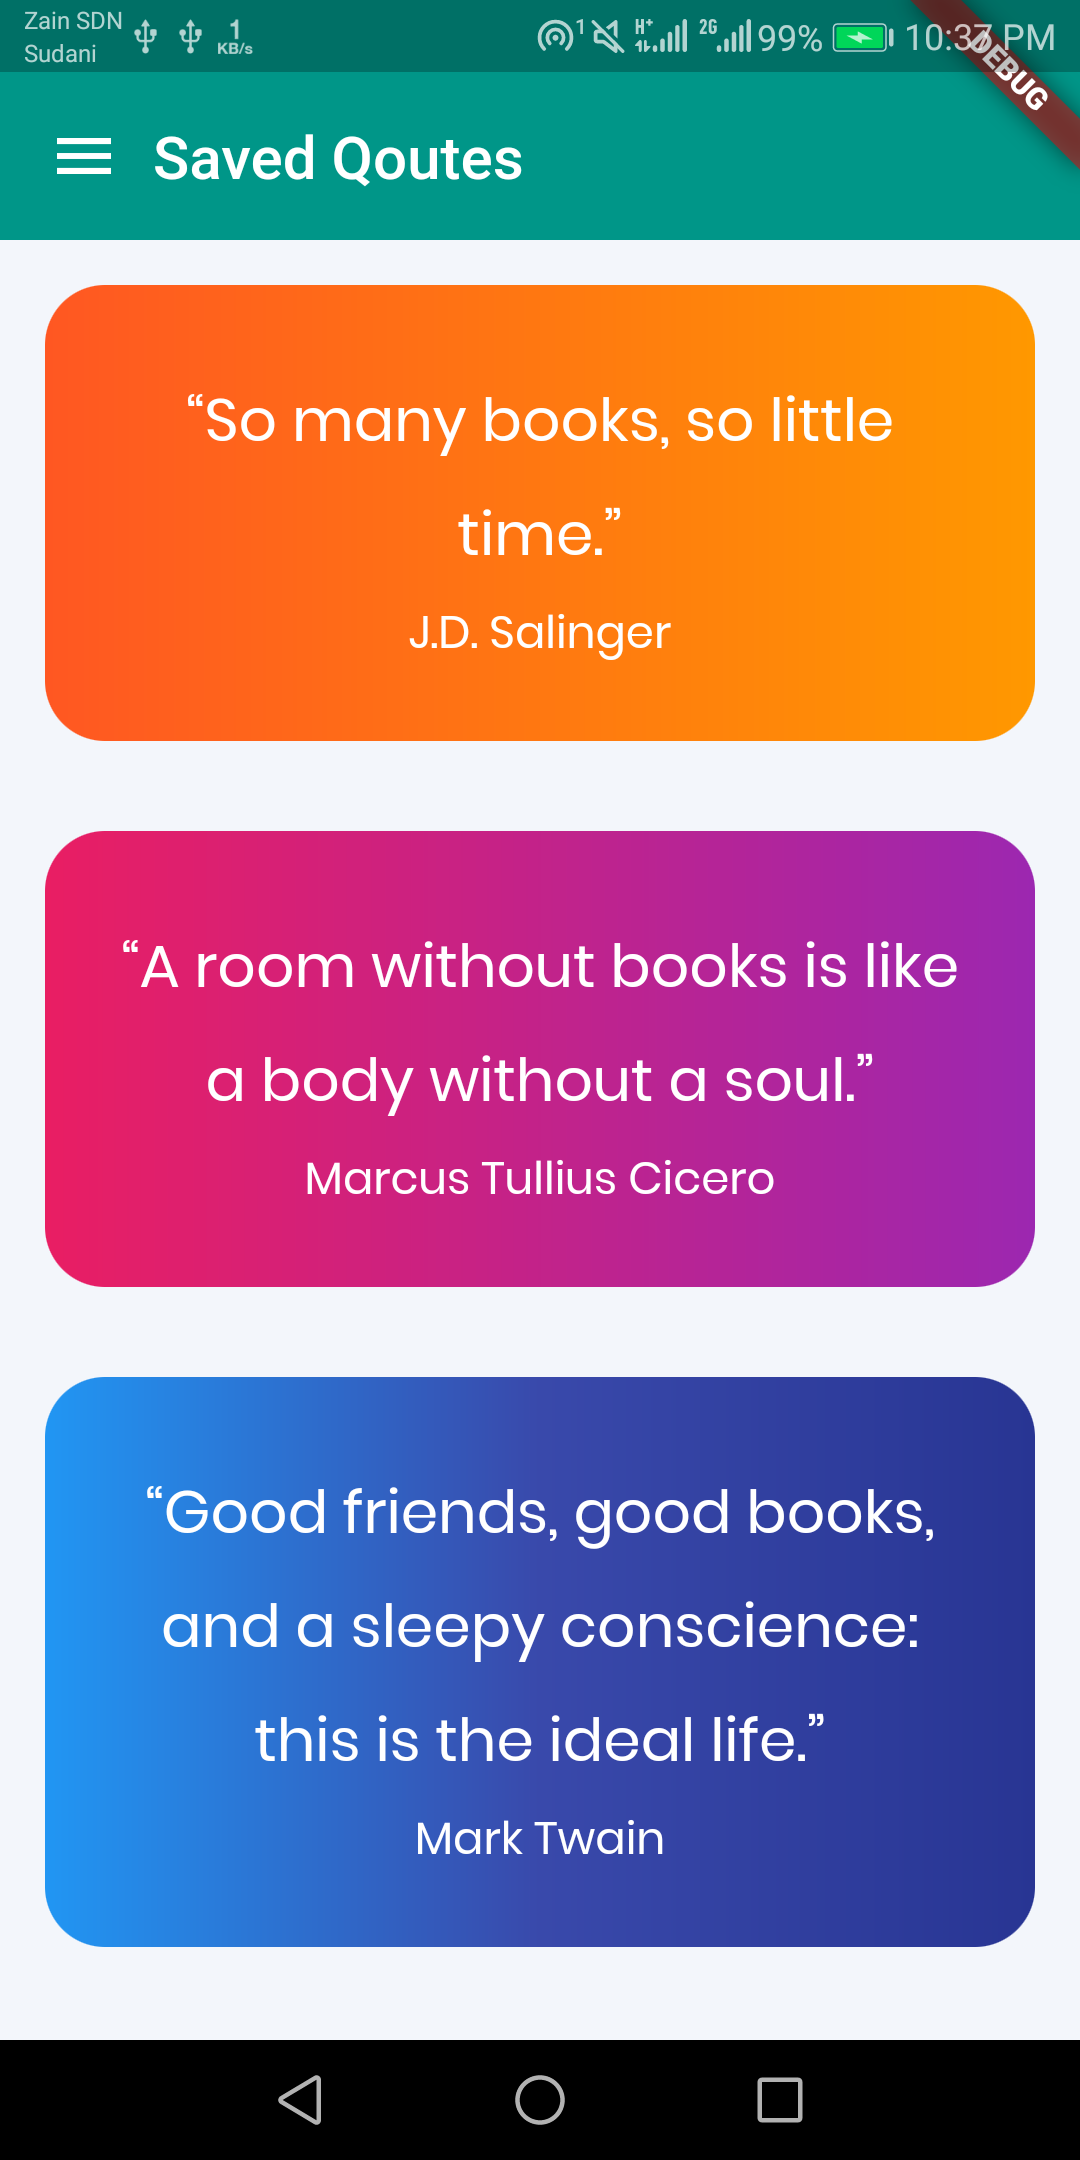 Zain SDN
Sudani
1
KB/s
1
H+
2G
99%
10:37 PM
DEBUG
Saved Qoutes
“So many books, so little
time.”
J.D. Salinger
“A room without books is like
a body without a soul.”
Marcus Tullius Cicero
“Good friends, good books,
and a sleepy conscience:
this is the ideal life.”
Mark Twain